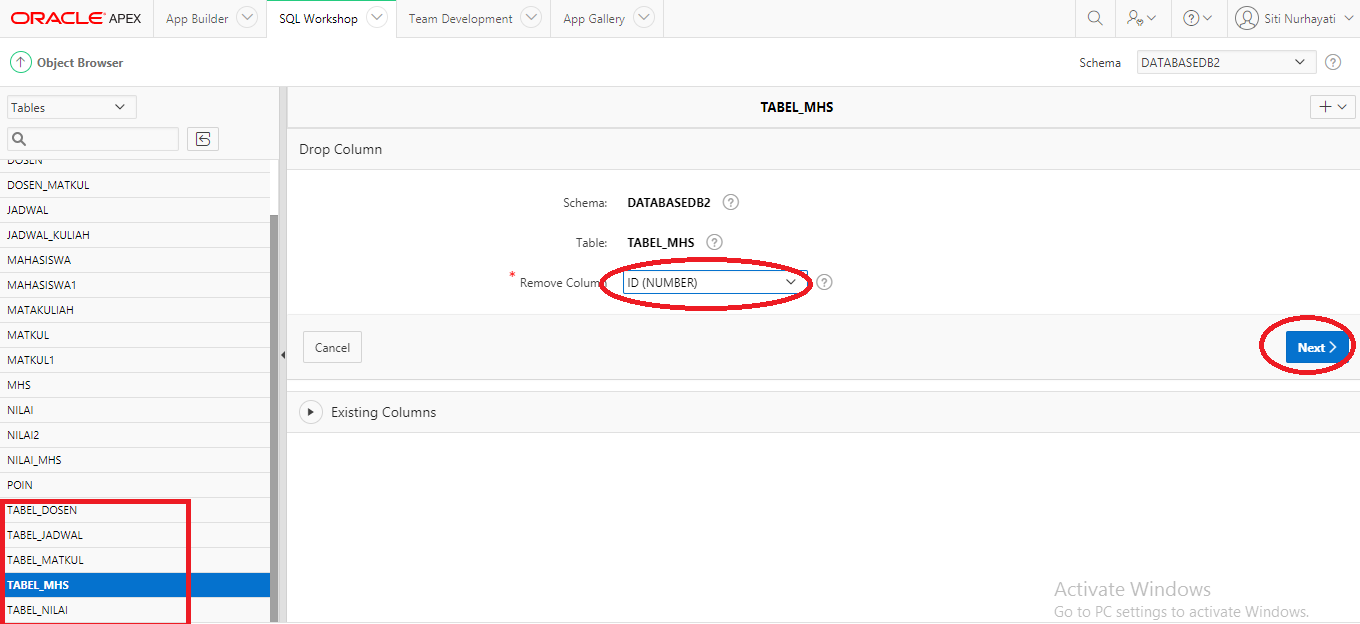 ORACLE APEX App Builder SQL Workshop Team Development App Gallery Siti Nurhayati
Object Browser Schema DATABASEDB2
Tables
TABEL_MHS
Drop Column
DOSEN
DOSEN_MATKUL
JADWAL
JADWAL_KULIAH
MAHASISWA
MAHASISWA1
MATAKULIAH
MATKUL
MATKUL1
MHS
NILAI
NILAI2
NILAI_MHS
POIN
TABEL_DOSEN
TABEL_JADWAL
TABEL_MATKUL
TABEL_MHS
TABEL_NILAI
Schema: DATABASEDB2 ?
Table: TABEL_MHS ?
* Remove Column ID (NUMBER) ?
Cancel Next
Existing Columns
Activate Windows
Go to PC settings to activate Windows.